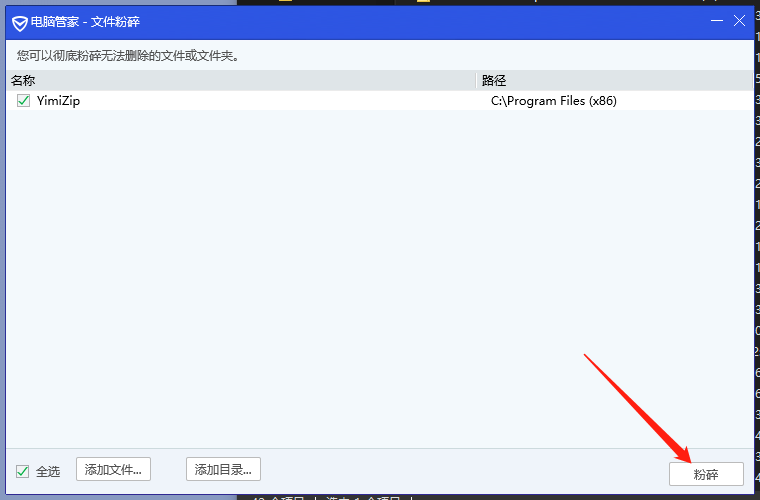 电脑管家 - 文件粉碎
您可以彻底粉碎无法删除的文件或文件夹。
名称 路径
YimiZip C:\Program Files (x86)
全选 添加文件... 添加目录... 粉碎